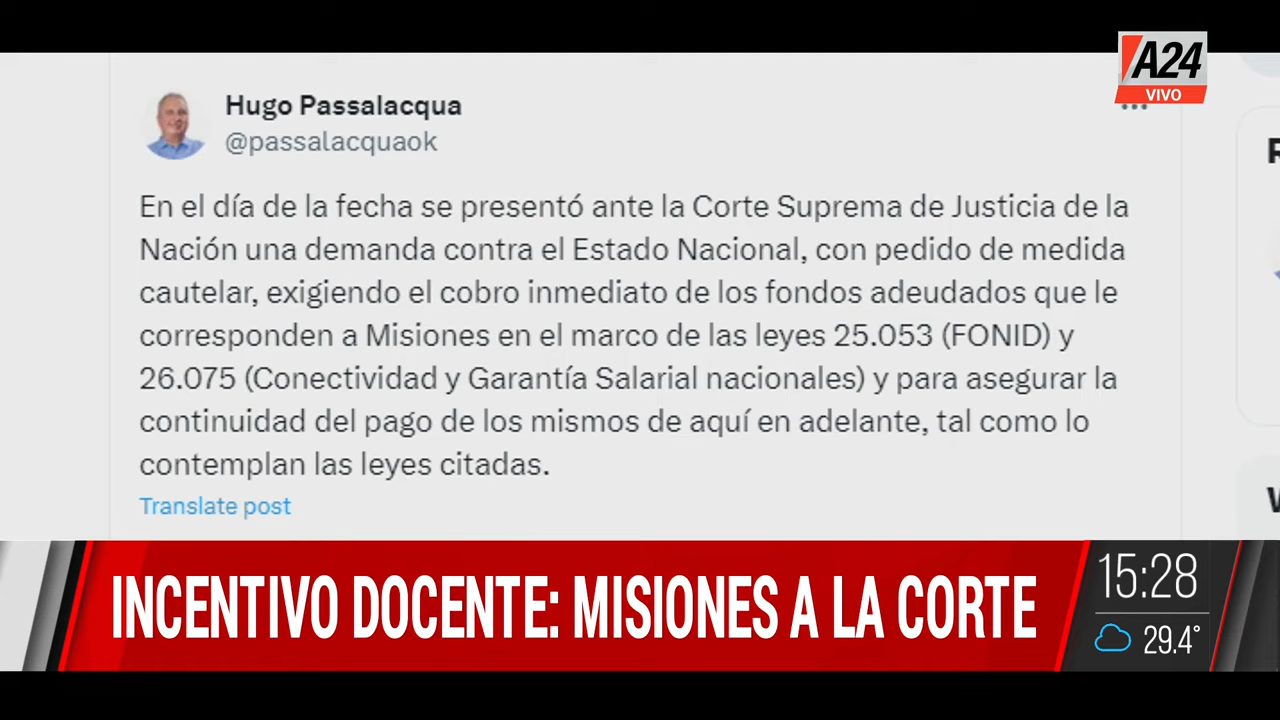 A24
VIVO
Hugo Passalacqua
@passalacquaok
En el día de la fecha se presentó ante la Corte Suprema de Justicia de la
Nación una demanda contra el Estado Nacional, con pedido de medida
cautelar, exigiendo el cobro inmediato de los fondos adeudados que le
corresponden a Misiones en el marco de las leyes 25.053 (FONID) y
26.075 (Conectividad y Garantía Salarial nacionales) y para asegurar la
continuidad del pago de los mismos de aquí en adelante, tal como lo
contemplan las leyes citadas.
Translate post
INCENTIVO DOCENTE: MISIONES A LA CORTE
15:28
29.4°